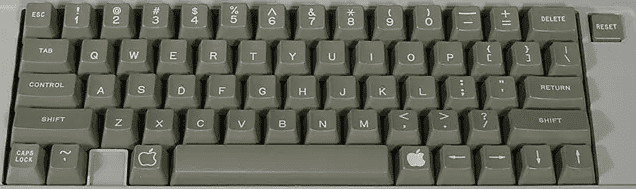 ESC ! 1 @ 2 # 3 $ 4 % 5 ^ 6 & 7 * 8 ( 9 ) 0 — - + = DELETE RESET
TAB Q W E R T Y U I O P { [ } ] | \
CONTROL A S D F G H J K L : ; " ' RETURN
SHIFT Z X C V B N M < , > . ? / SHIFT
CAPS LOCK ~ ` ← → ↓ ↑